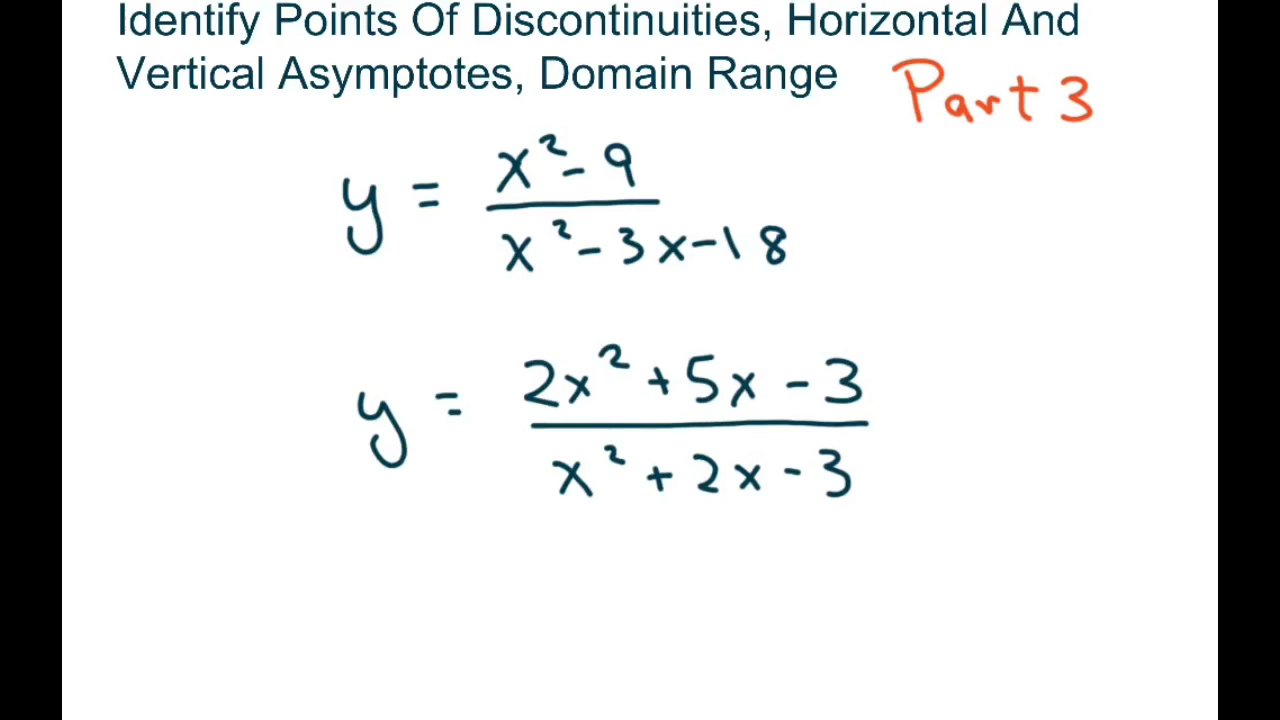 Identify Points Of Discontinuities, Horizontal And
Vertical Asymptotes, Domain Range
Part 3
y = x² - 9 / x² - 3x - 18
y = 2x² + 5x - 3 / x² + 2x - 3